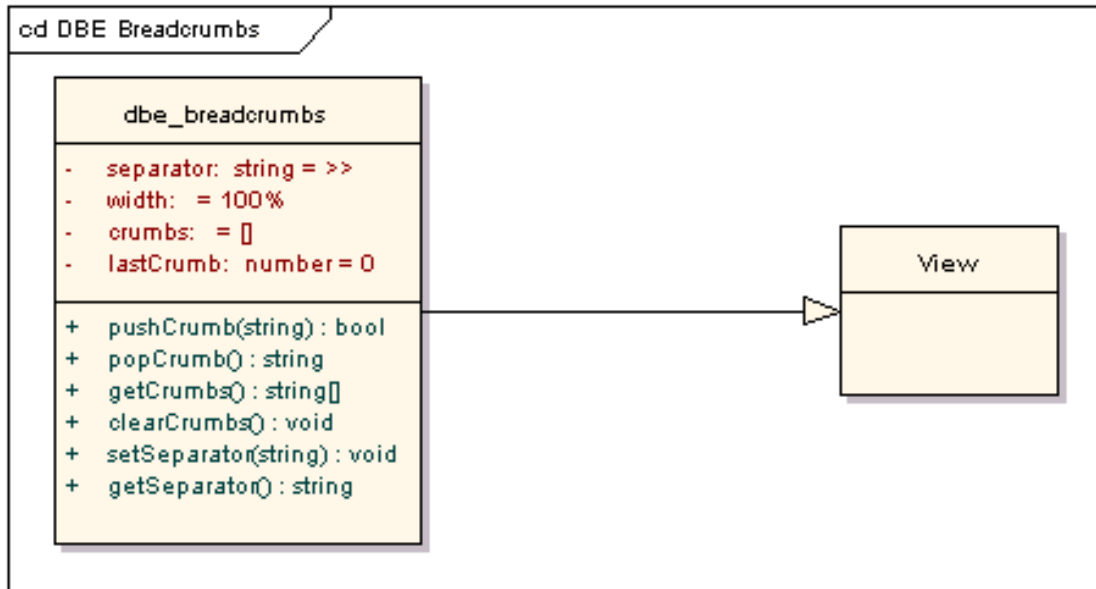 cd DBE Breadcrumbs
dbe_breadcrumbs
- separator: string = >>
- width: = 100%
- crumbs: = []
- lastCrumb: number = 0
+ pushCrumb(string) : bool
+ popCrumb() : string
+ getCrumbs() : string[]
+ clearCrumbs() : void
+ setSeparator(string) : void
+ getSeparator() : string
View